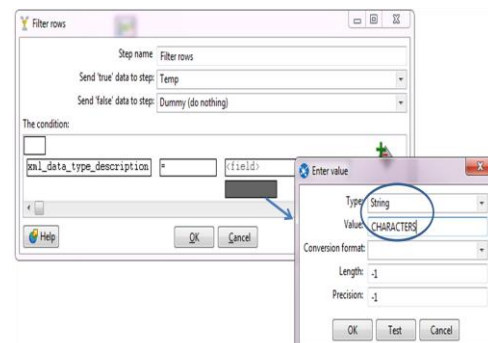 Filter rows
Step name Filter rows
Send 'true' data to step: Temp
Send 'false' data to step: Dummy (do nothing)
The condition:
xml_data_type_description = <field>
Help OK Cancel
Enter value
Type: String
Value: CHARACTERS
Conversion format:
Length: -1
Precision: -1
OK Test Cancel